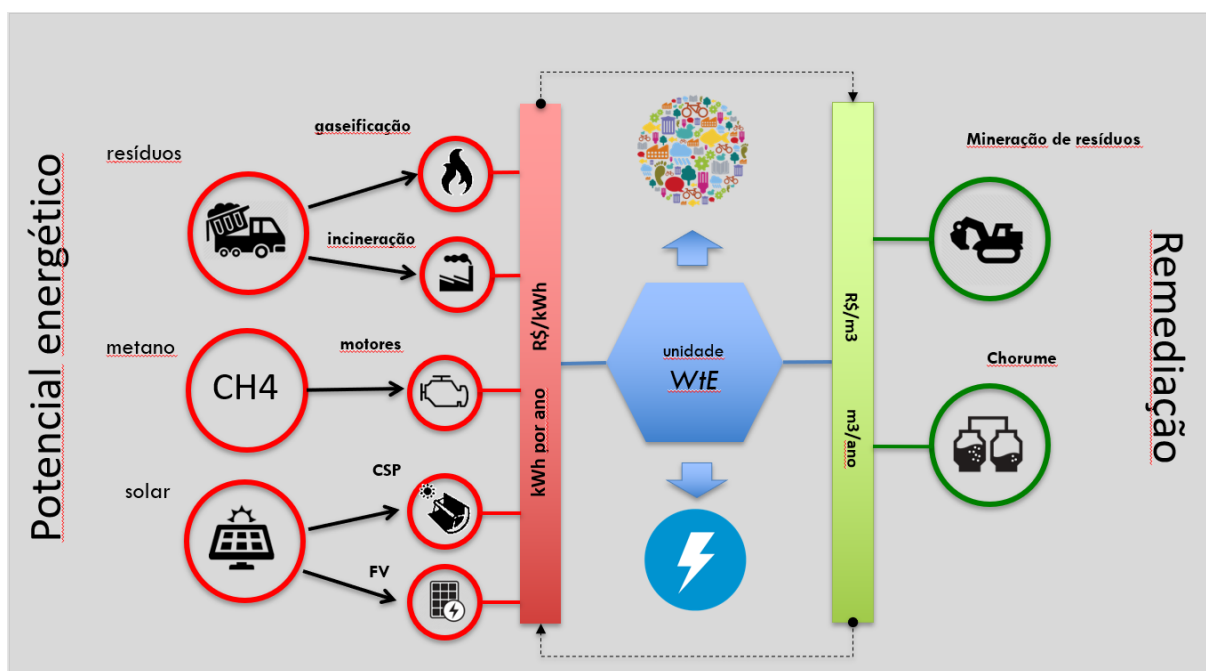 Potencial energético
resíduos
gaseificação
incineração
metano
CH4
motores
solar
CSP
FV
R$/kWh
kWh por ano
unidade
WtE
R$/m3
m3/ano
Mineração de resíduos
Chorume
Remediação